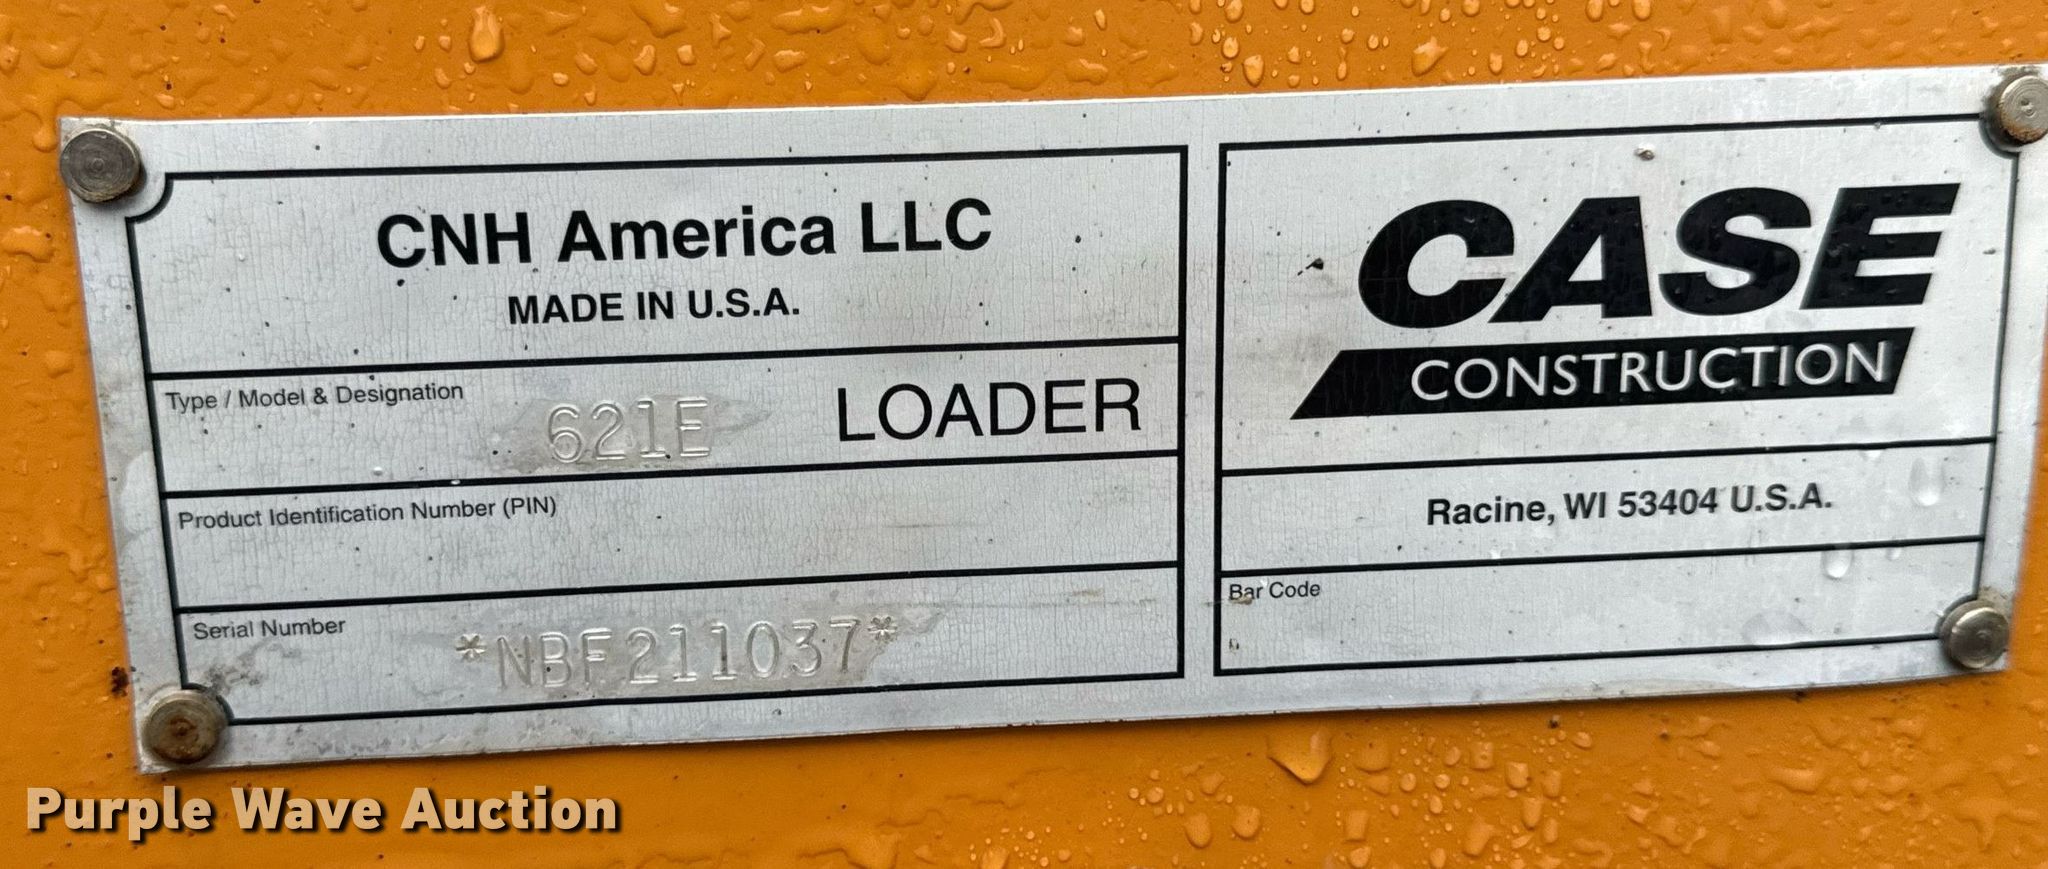 CNH America LLC
MADE IN U.S.A.
Type / Model & Designation
621E LOADER
Product Identification Number (PIN)
Serial Number
*NBF211037*
CASE
CONSTRUCTION
Racine, WI 53404 U.S.A.
Bar Code
Purple Wave Auction